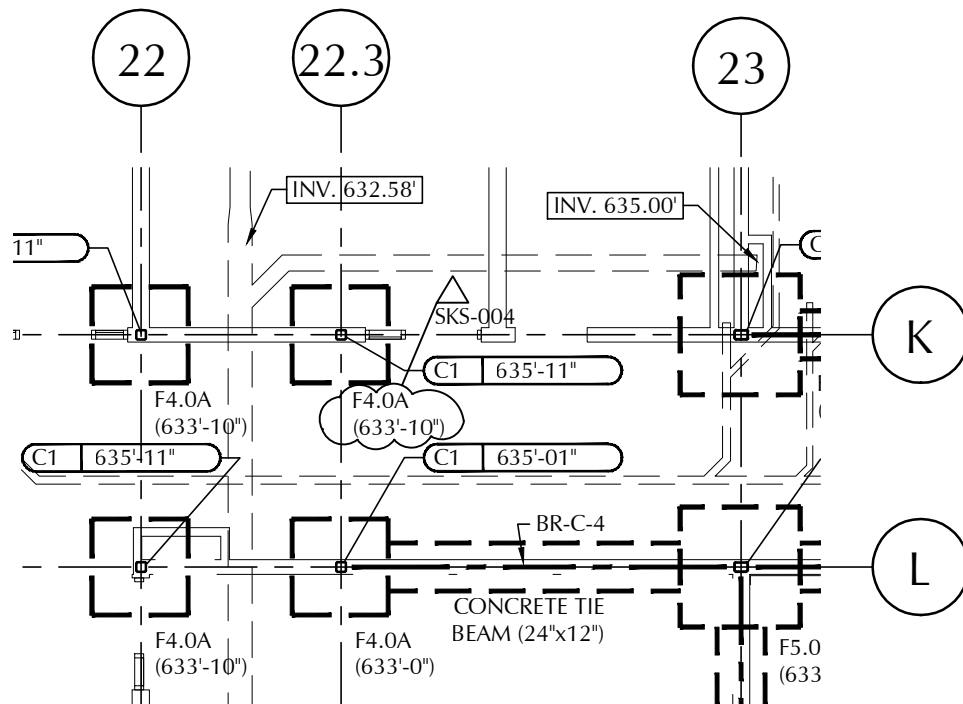 22
22.3
23
INV. 632.58'
INV. 635.00'
11"
C
SKS-004
K
C1 635'-11"
F4.0A
(633'-10")
F4.0A
(633'-10")
C1 635'-11"
C1 635'-01"
BR-C-4
L
CONCRETE TIE
BEAM (24"x12")
F4.0A
(633'-10")
F4.0A
(633'-0")
F5.0
(633